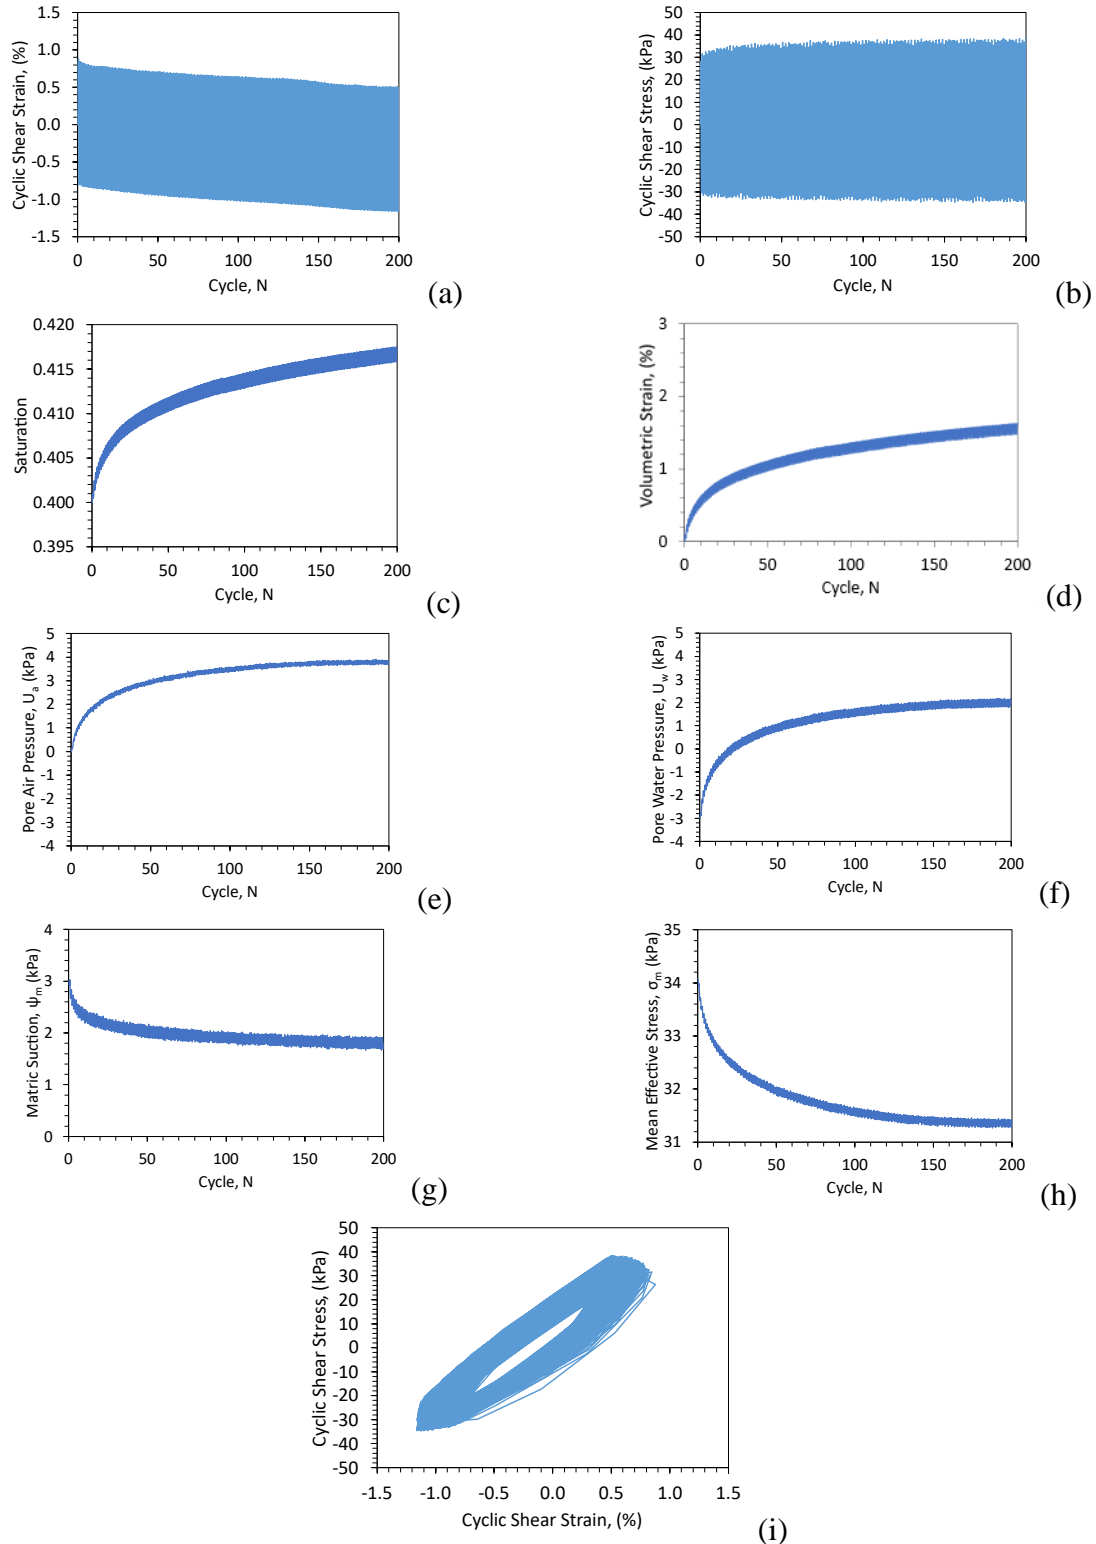 Cyclic Shear Strain, (%)
1.5
1.0
0.5
0.0
-0.5
-1.0
-1.5
0 50 100 150 200
Cycle, N
(a)
Cyclic Shear Stress, (kPa)
50
40
30
20
10
0
-10
-20
-30
-40
-50
0 50 100 150 200
Cycle, N
(b)
Saturation
0.420
0.415
0.410
0.405
0.400
0.395
0 50 100 150 200
Cycle, N
(c)
Volumetric Strain, (%)
3
2
1
0
0 50 100 150 200
Cycle, N
(d)
Pore Air Pressure, Ua (kPa)
5
4
3
2
1
0
-1
-2
-3
-4
0 50 100 150 200
Cycle, N
(e)
Pore Water Pressure, Uw (kPa)
5
4
3
2
1
0
-1
-2
-3
-4
0 50 100 150 200
Cycle, N
(f)
Matric Suction, ψm (kPa)
4
3
2
1
0
0 50 100 150 200
Cycle, N
(g)
Mean Effective Stress, σm (kPa)
35
34
33
32
31
0 50 100 150 200
Cycle, N
(h)
Cyclic Shear Stress, (kPa)
50
40
30
20
10
0
-10
-20
-30
-40
-50
-1.5 -1.0 -0.5 0.0 0.5 1.0 1.5
Cyclic Shear Strain, (%)
(i)